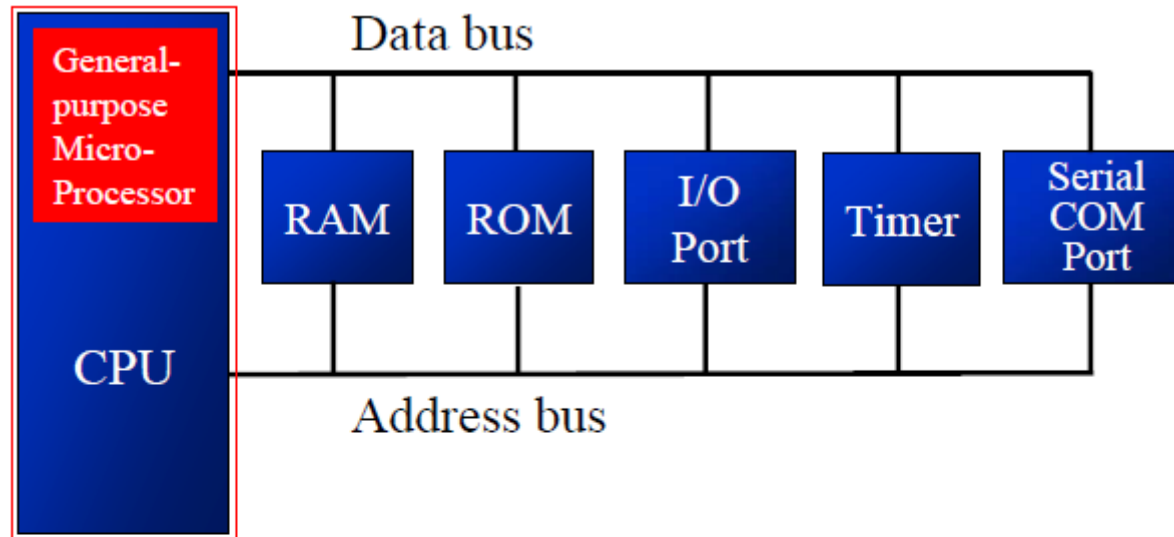 Data bus
General-
purpose
Micro-
Processor
CPU
RAM
ROM
I/O
Port
Timer
Serial
COM
Port
Address bus